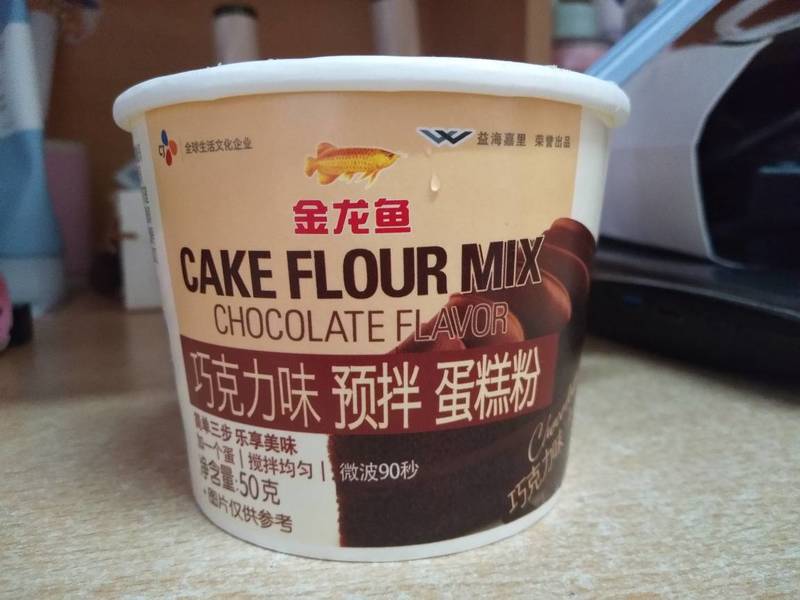 CJ 全球生活文化企业
益海嘉里 荣誉出品
金龙鱼
CAKE FLOUR MIX
CHOCOLATE FLAVOR
巧克力味 预拌 蛋糕粉
简单三步 乐享美味
加一个蛋 | 搅拌均匀 | 微波90秒
净含量:50克
*图片仅供参考
巧克力味